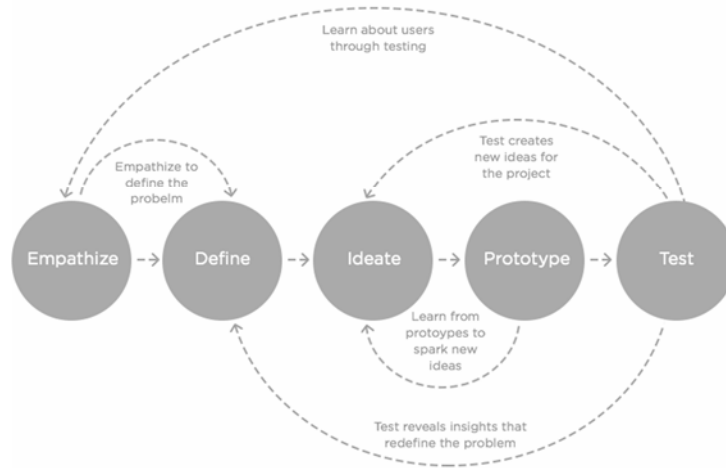 Learn about users
through testing
Test creates
new ideas for
the project
Empathize to
define the
probelm
Empathize
Define
Ideate
Prototype
Test
Learn from
protoypes to
spark new
ideas
Test reveals insights that
redefine the problem